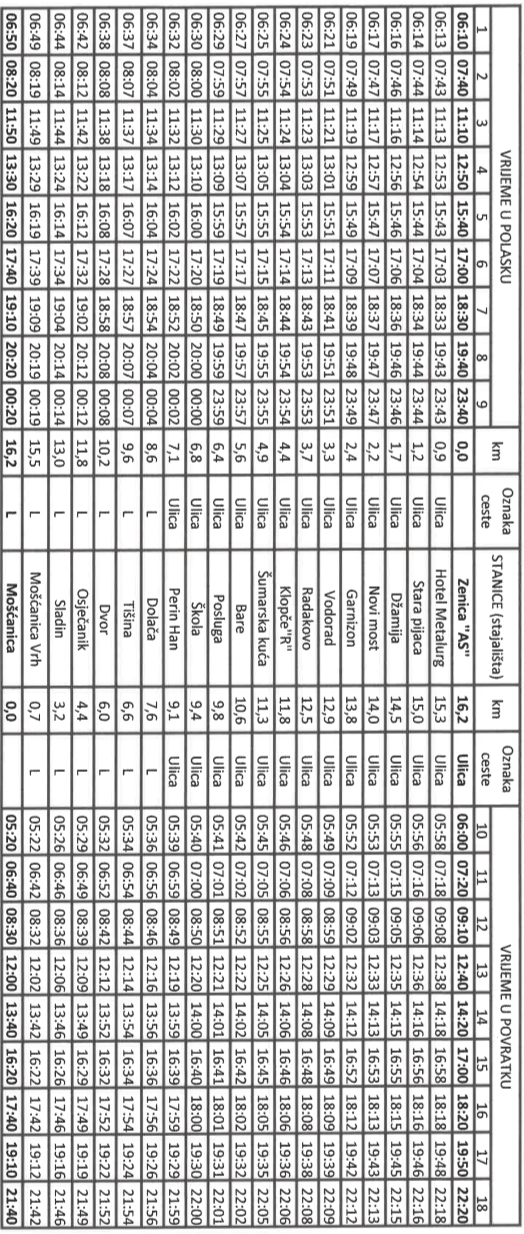 VRIJEME U POLASKU km Oznaka ceste STANICE (stajališta) km Oznaka ceste VRIJEME U POVRATKU
1 2 3 4 5 6 7 8 9 10 11 12 13 14 15 16 17 18
06:10 07:40 11:10 12:50 15:40 17:00 18:30 19:40 23:40 0,0 Zenica "AS" 16,2 Ulica 06:00 07:20 09:10 12:40 14:20 17:00 18:20 19:50 22:20
06:13 07:43 11:13 12:53 15:43 17:03 18:33 19:43 23:43 0,9 Ulica Hotel Metalurg 15,3 Ulica 05:58 07:18 09:08 12:38 14:18 16:58 18:18 19:48 22:18
06:14 07:44 11:14 12:54 15:44 17:04 18:34 19:44 23:44 1,2 Ulica Stara pijaca 15,0 Ulica 05:56 07:16 09:06 12:36 14:16 16:56 18:16 19:46 22:16
06:16 07:46 11:16 12:56 15:46 17:06 18:36 19:46 23:46 1,7 Ulica Džamija 14,5 Ulica 05:55 07:15 09:05 12:35 14:15 16:55 18:15 19:45 22:15
06:17 07:47 11:17 12:57 15:47 17:07 18:37 19:47 23:47 2,2 Ulica Novi most 14,0 Ulica 05:53 07:13 09:03 12:33 14:13 16:53 18:13 19:43 22:13
06:19 07:49 11:19 12:59 15:49 17:09 18:39 19:48 23:49 2,4 Ulica Garnizon 13,8 Ulica 05:52 07:12 09:02 12:32 14:12 16:52 18:12 19:42 22:12
06:21 07:51 11:21 13:01 15:51 17:11 18:41 19:51 23:51 3,3 Ulica Vodorad 12,9 Ulica 05:49 07:09 08:59 12:29 14:09 16:49 18:09 19:39 22:09
06:23 07:53 11:23 13:03 15:53 17:13 18:43 19:53 23:53 3,7 Ulica Radakovo 12,5 Ulica 05:48 07:08 08:58 12:28 14:08 16:48 18:08 19:38 22:08
06:24 07:54 11:24 13:04 15:54 17:14 18:44 19:54 23:54 4,4 Ulica Klopče"R" 11,8 Ulica 05:46 07:06 08:56 12:26 14:06 16:46 18:06 19:36 22:06
06:25 07:55 11:25 13:05 15:55 17:15 18:45 19:55 23:55 4,9 Ulica Šumarska kuća 11,3 Ulica 05:45 07:05 08:55 12:25 14:05 16:45 18:05 19:35 22:05
06:27 07:57 11:27 13:07 15:57 17:17 18:47 19:57 23:57 5,6 Ulica Bare 10,6 Ulica 05:42 07:02 08:52 12:22 14:02 16:42 18:02 19:32 22:02
06:29 07:59 11:29 13:09 15:59 17:19 18:49 19:59 23:59 6,4 Ulica Posluga 9,8 Ulica 05:41 07:01 08:51 12:21 14:01 16:41 18:01 19:31 22:01
06:30 08:00 11:30 13:10 16:00 17:20 18:50 20:00 00:00 6,8 Ulica Škola 9,4 Ulica 05:40 07:00 08:50 12:20 14:00 16:40 18:00 19:30 22:00
06:32 08:02 11:32 13:12 16:02 17:22 18:52 20:02 00:02 7,1 Ulica Perin Han 9,1 Ulica 05:39 06:59 08:49 12:19 13:59 16:39 17:59 19:29 21:59
06:34 08:04 11:34 13:14 16:04 17:24 18:54 20:04 00:04 8,6 L Dolača 7,6 L 05:36 06:56 08:46 12:16 13:56 16:36 17:56 19:26 21:56
06:37 08:07 11:37 13:17 16:07 17:27 18:57 20:07 00:07 9,6 L Tišina 6,6 L 05:34 06:54 08:44 12:14 13:54 16:34 17:54 19:24 21:54
06:38 08:08 11:38 13:18 16:08 17:28 18:58 20:08 00:08 10,2 L Dvor 6,0 L 05:32 06:52 08:42 12:12 13:52 16:32 17:52 19:22 21:52
06:42 08:12 11:42 13:22 16:12 17:32 19:02 20:12 00:12 11,8 L Osječanik 4,4 L 05:29 06:49 08:39 12:09 13:49 16:29 17:49 19:19 21:49
06:44 08:14 11:44 13:24 16:14 17:34 19:04 20:14 00:14 13,0 L Sladin 3,2 L 05:26 06:46 08:36 12:06 13:46 16:26 17:46 19:16 21:46
06:49 08:19 11:49 13:29 16:19 17:39 19:09 20:19 00:19 15,5 L Mošćanica Vrh 0,7 L 05:22 06:42 08:32 12:02 13:42 16:22 17:42 19:12 21:42
06:50 08:20 11:50 13:30 16:20 17:40 19:10 20:20 00:20 16,2 L Mošćanica 0,0 05:20 06:40 08:30 12:00 13:40 16:20 17:40 19:10 21:40